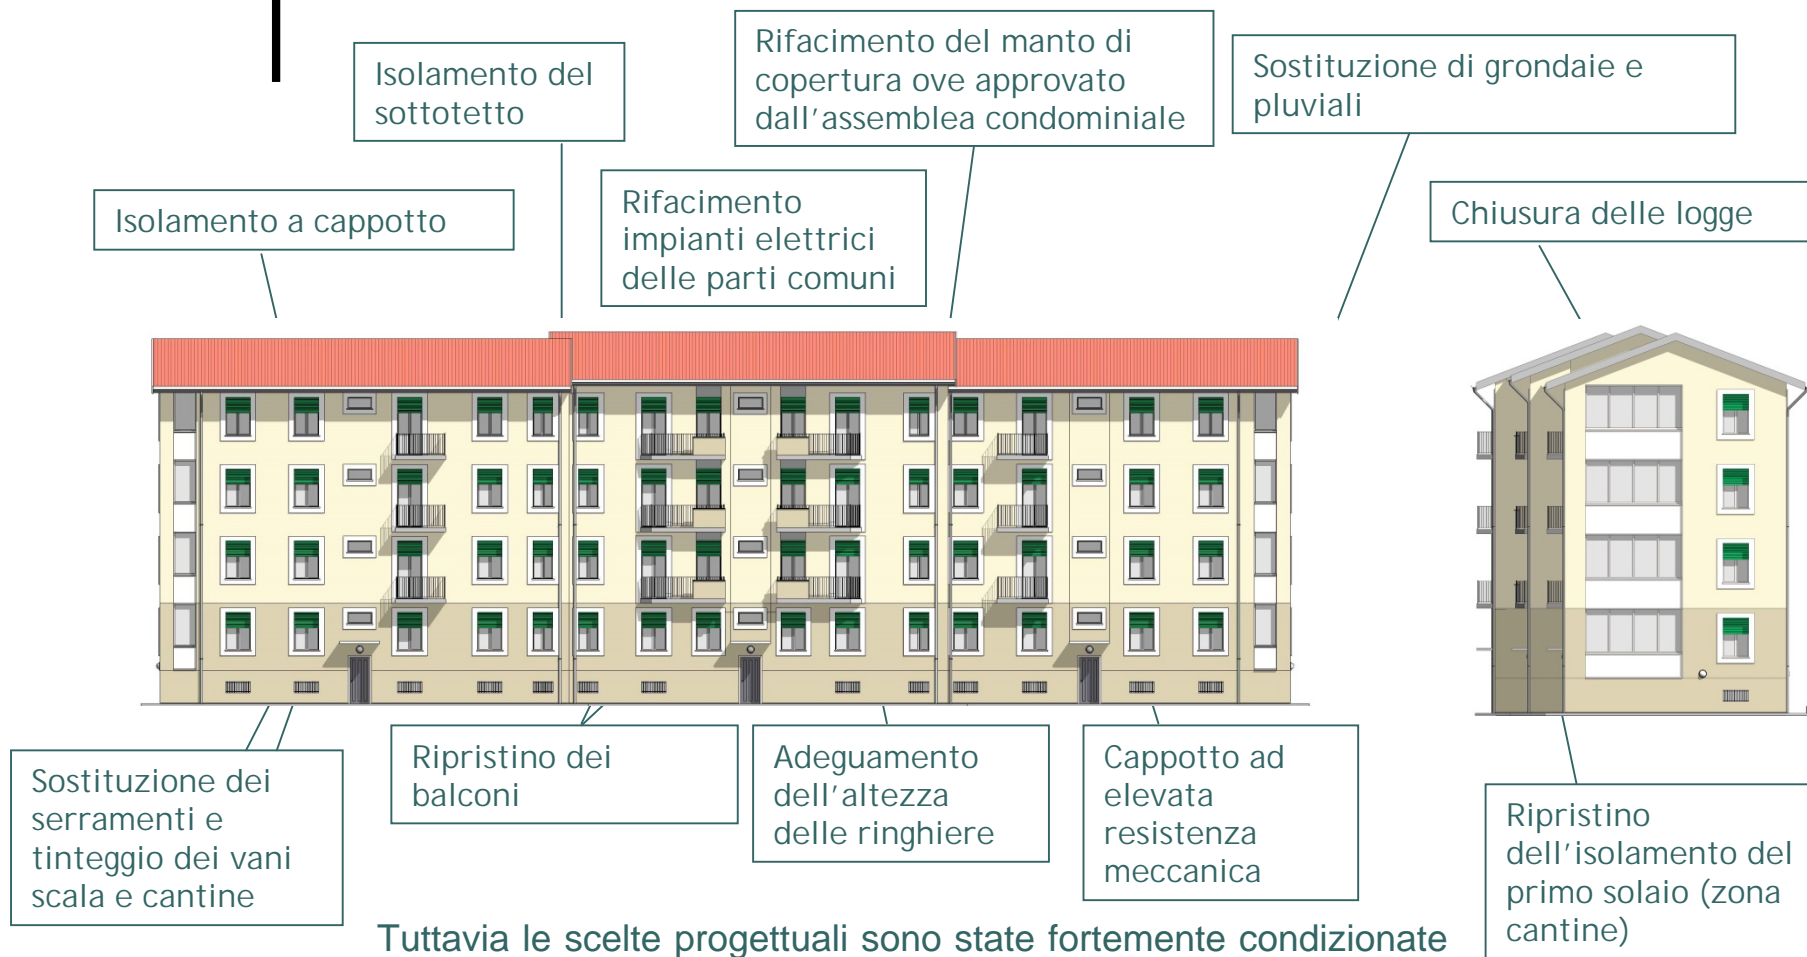 Rifacimento del manto di
copertura ove approvato
dall'assemblea condominiale
Isolamento del
sottotetto
Sostituzione di grondaie e
pluviali
Isolamento a cappotto
Rifacimento
impianti elettrici
delle parti comuni
Chiusura delle logge
Sostituzione dei
serramenti e
tinteggio dei vani
scala e cantine
Ripristino dei
balconi
Adeguamento
dell'altezza
delle ringhiere
Cappotto ad
elevata
resistenza
meccanica
Ripristino
dell'isolamento del
primo solaio (zona
cantine)
Tuttavia le scelte progettuali sono state fortemente condizionate